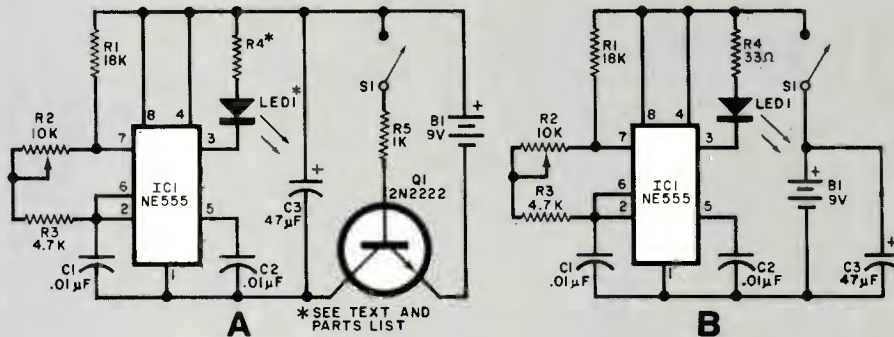 R1
18K
R4*
*
S1
R2
10K
8
4
LED1
B1
9V
+
7
3
R5
1K
6
IC1
NE555
Q1
2N2222
R3
4.7K
2
5
+
C3
47µF
C1
.01µF
1
C2
.01µF
A
* SEE TEXT AND
PARTS LIST
R1
18K
R4
33Ω
S1
R2
10K
8
4
LED1
7
3
+
B1
9V
6
IC1
NE555
R3
4.7K
2
5
C1
.01µF
1
C2
.01µF
+
C3
47µF
B